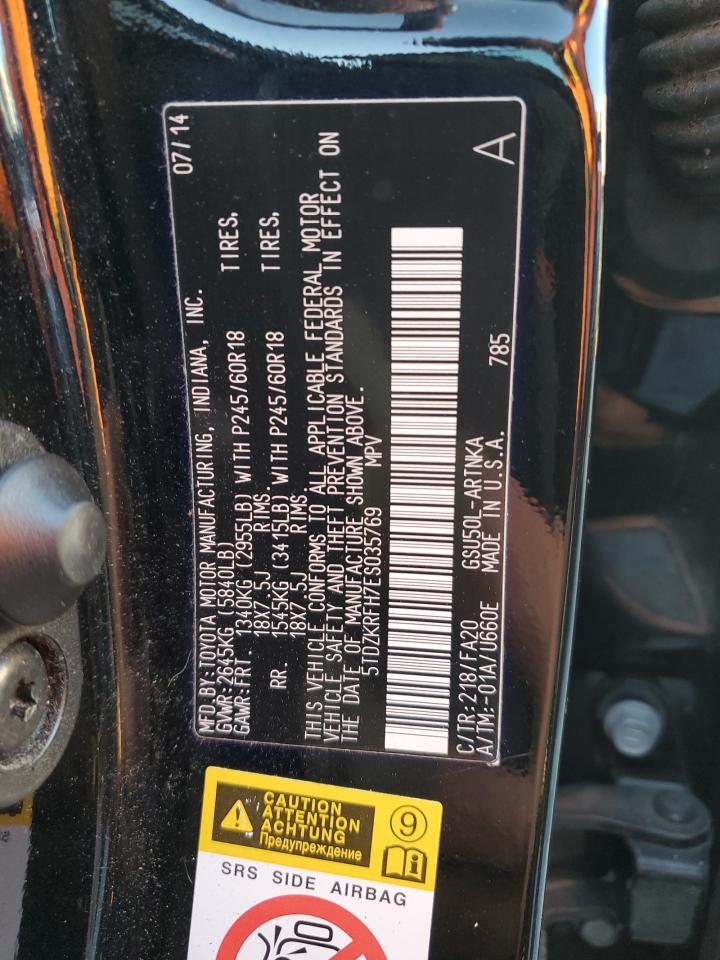 MFD.BY:TOYOTA MOTOR MANUFACTURING, INDIANA, INC. 07/14
GVWR:2645KG (5840LB)
GAWR:FRT. 1340KG (2955LB) WITH P245/60R18 TIRES,
18X7.5J RIMS,
RR. 1545KG (3415LB) WITH P245/60R18 TIRES,
18X7.5J RIMS,
THIS VEHICLE CONFORMS TO ALL APPLICABLE FEDERAL MOTOR
VEHICLE SAFETY AND THEFT PREVENTION STANDARDS IN EFFECT ON
THE DATE OF MANUFACTURE SHOWN ABOVE.
5TDZKRFH7ES035769 MPV
C/TR:218/FA20 GSU50L-ARTNKA
A/TM:-01A/U660E MADE IN U.S.A. 785 A
CAUTION
ATTENTION
ACHTUNG
Предупреждение
9
SRS SIDE AIRBAG